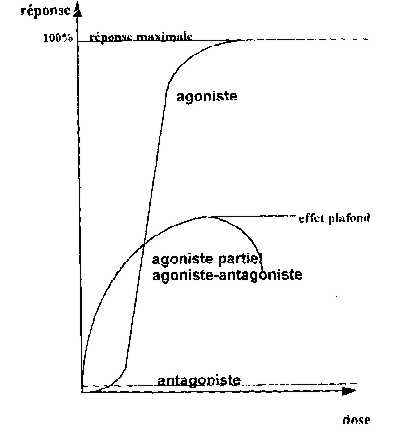 réponse
100% réponse maximale
agoniste
effet plafond
agoniste partiel
agoniste-antagoniste
antagoniste
dose